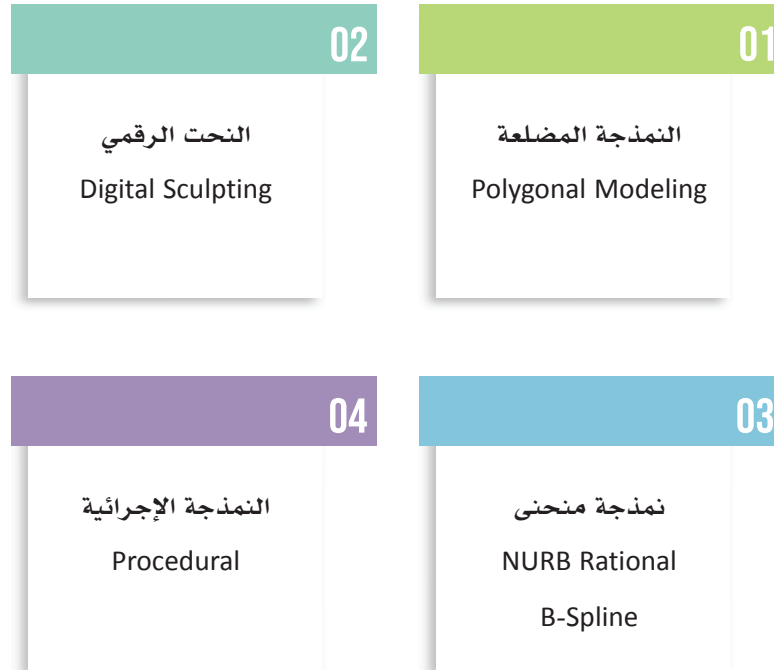 01
النمذجة المضلعة
Polygonal Modeling
02
النحت الرقمي
Digital Sculpting
03
نمذجة منحنى
NURB Rational
B-Spline
04
النمذجة الإجرائية
Procedural